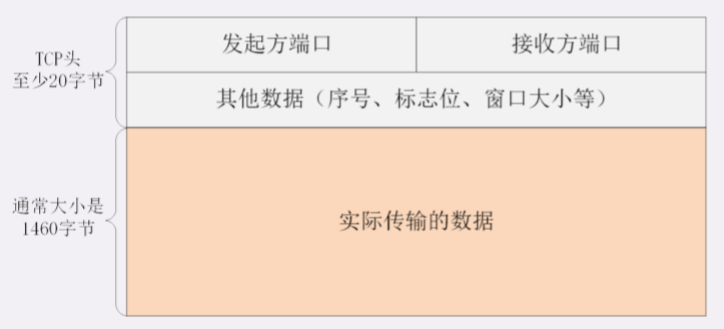 TCP头
至少20字节
发起方端口
接收方端口
其他数据（序号、标志位、窗口大小等）
通常大小是
1460字节
实际传输的数据